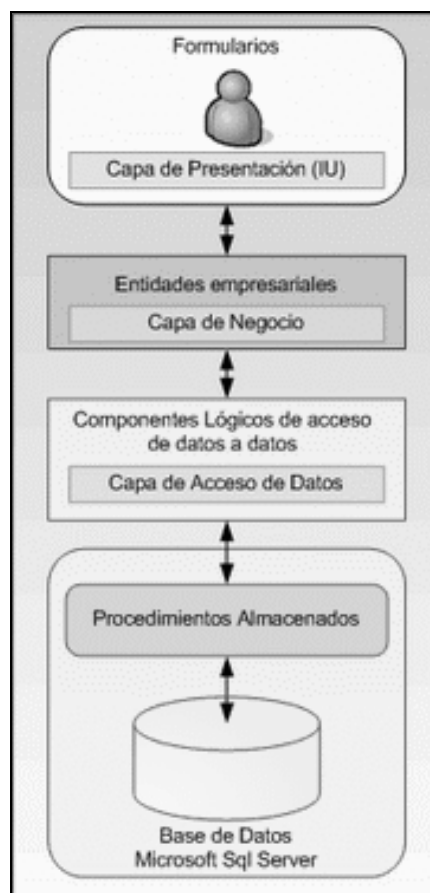 Formularios
Capa de Presentación (IU)
Entidades empresariales
Capa de Negocio
Componentes Lógicos de acceso
de datos a datos
Capa de Acceso de Datos
Procedimientos Almacenados
Base de Datos
Microsoft Sql Server